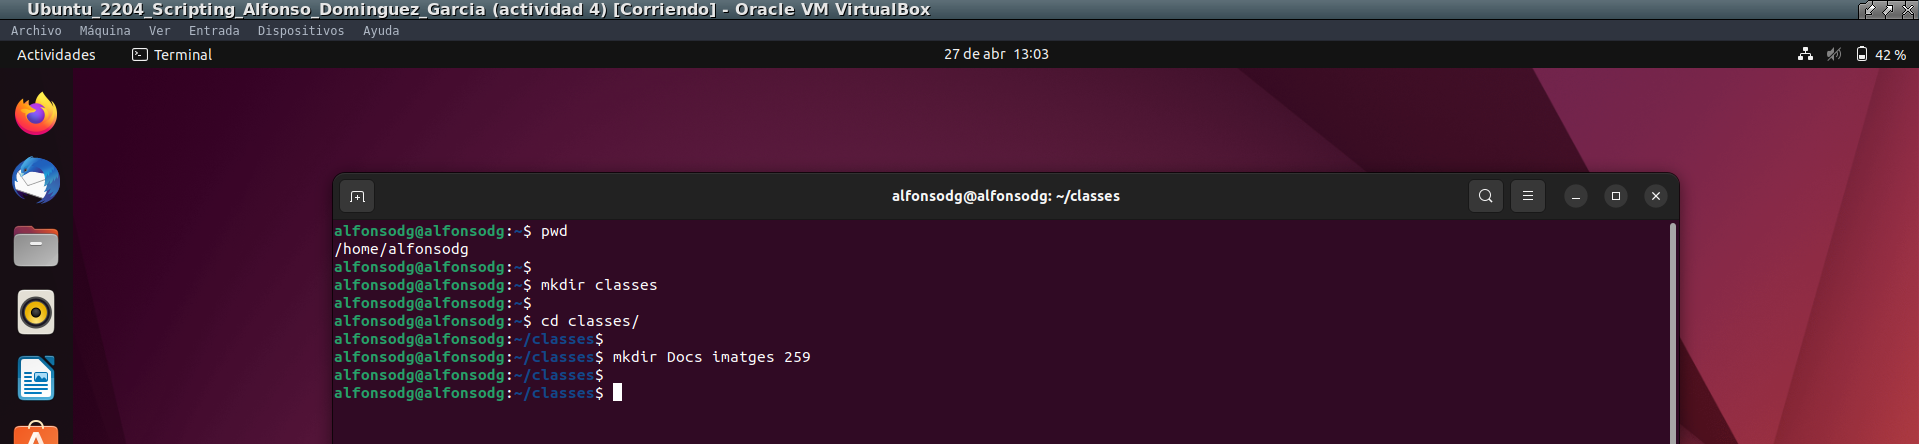 Ubuntu_2204_Scripting_Alfonso_Dominguez_Garcia (actividad 4) [Corriendo] - Oracle VM VirtualBox
Archivo Máquina Ver Entrada Dispositivos Ayuda
Actividades Terminal 27 de abr 13:03 42 %
alfonsodg@alfonsodg: ~/classes
alfonsodg@alfonsodg:~$ pwd
/home/alfonsodg
alfonsodg@alfonsodg:~$
alfonsodg@alfonsodg:~$ mkdir classes
alfonsodg@alfonsodg:~$
alfonsodg@alfonsodg:~$ cd classes/
alfonsodg@alfonsodg:~/classes$
alfonsodg@alfonsodg:~/classes$ mkdir Docs imatges 259
alfonsodg@alfonsodg:~/classes$
alfonsodg@alfonsodg:~/classes$